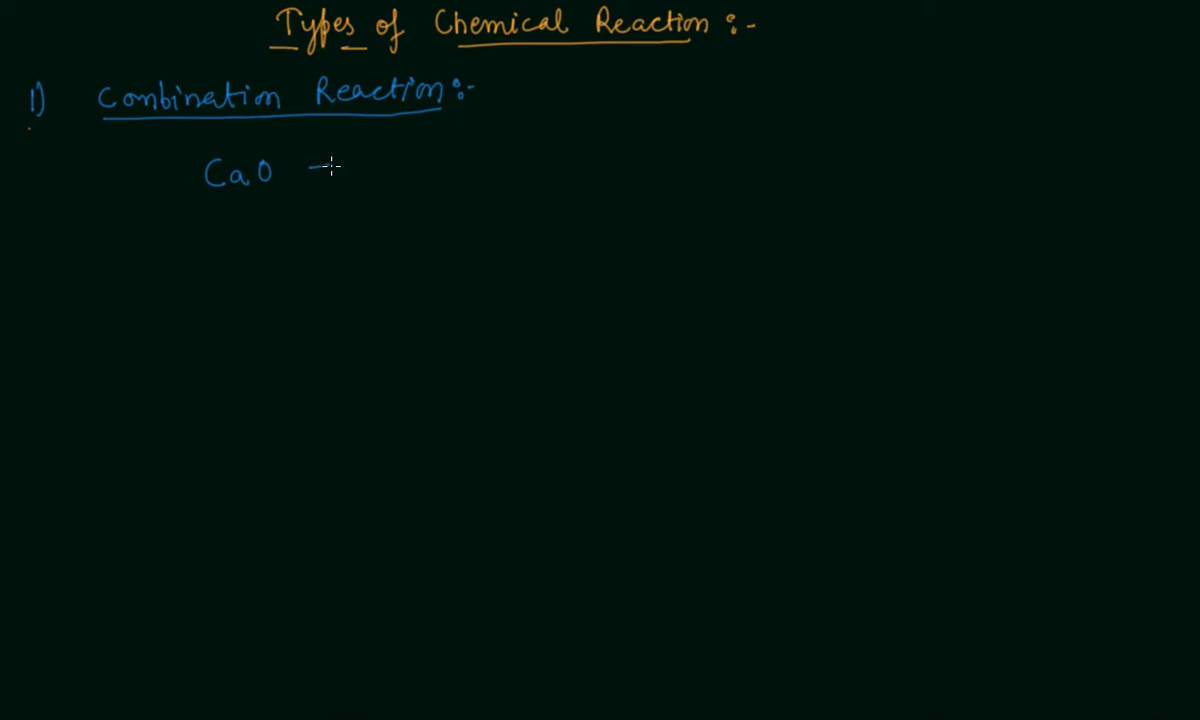 Types of Chemical Reaction :-
1) Combination Reaction :-
CaO -